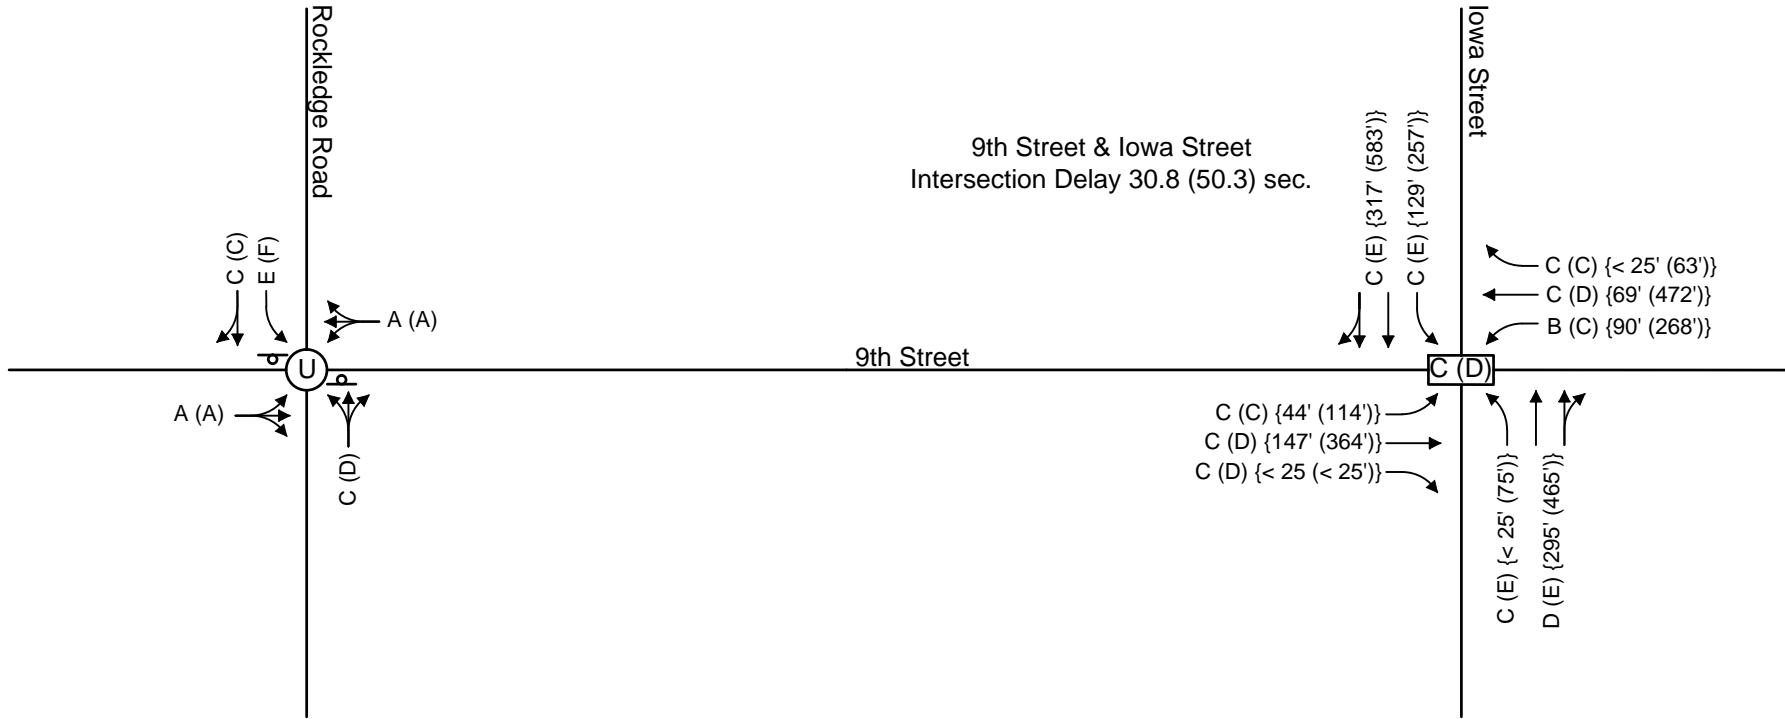 Rockledge Road
Iowa Street
9th Street & Iowa Street
Intersection Delay 30.8 (50.3) sec.
C (E) {317' (583')}
C (E) {129' (257')}
C (C)
E (F)
A (A)
C (C) {< 25' (63')}
C (D) {69' (472')}
B (C) {90' (268')}
9th Street
U
C (D)
A (A)
C (D)
C (C) {44' (114')}
C (D) {147' (364')}
C (D) {< 25 (< 25')}
C (E) {< 25' (75')}
D (E) {295' (465')}